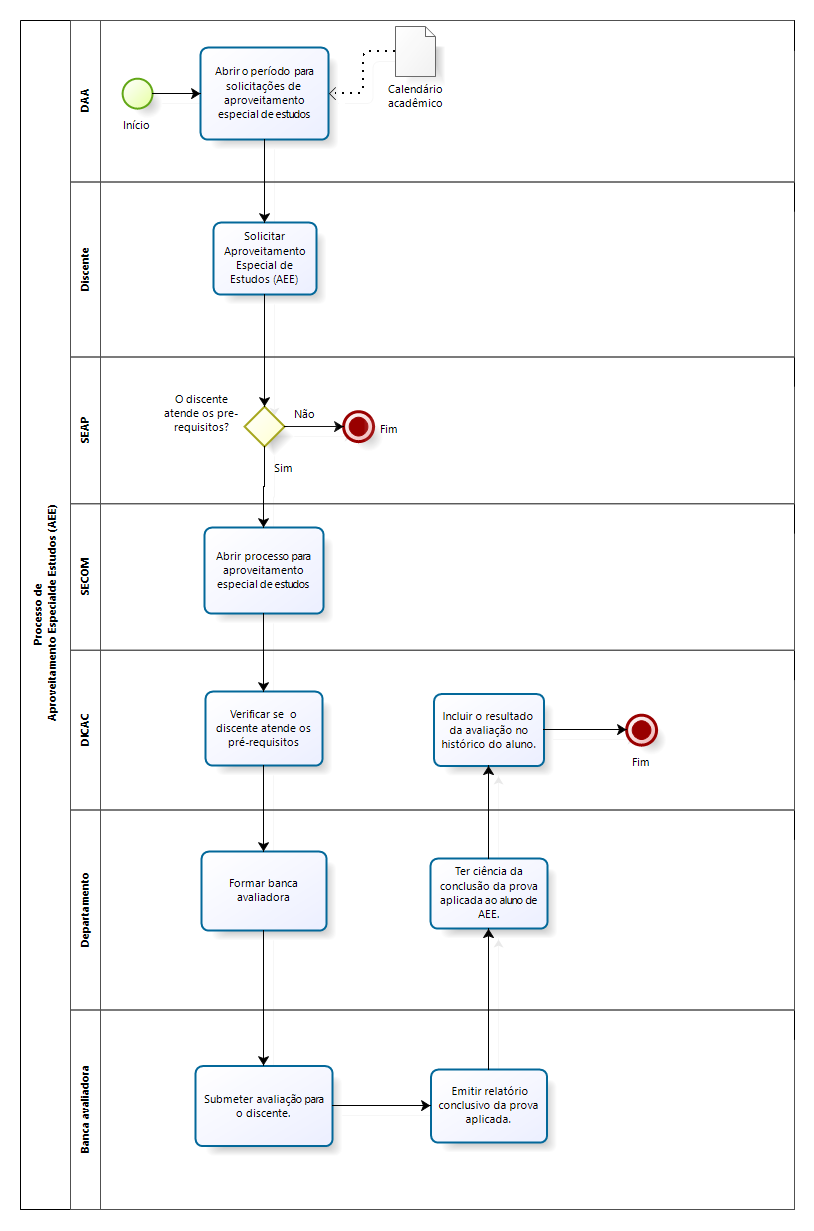 Processo de
Aproveitamento Especialde Estudos (AEE)
DAA
Início
Abrir o período para
solicitações de
aproveitamento
especial de estudos
Calendário
acadêmico
Discente
Solicitar
Aproveitamento
Especial de
Estudos (AEE)
SEAP
O discente
atende os pre-
requisitos?
Não
Fim
Sim
SECOM
Abrir processo para
aproveitamento
especial de estudos
DICAC
Verificar se o
discente atende os
pré-requisitos
Incluir o resultado
da avaliação no
histórico do aluno.
Fim
Departamento
Formar banca
avaliadora
Ter ciência da
conclusão da prova
aplicada ao aluno de
AEE.
Banca avaliadora
Submeter avaliação para
o discente.
Emitir relatório
conclusivo da prova
aplicada.